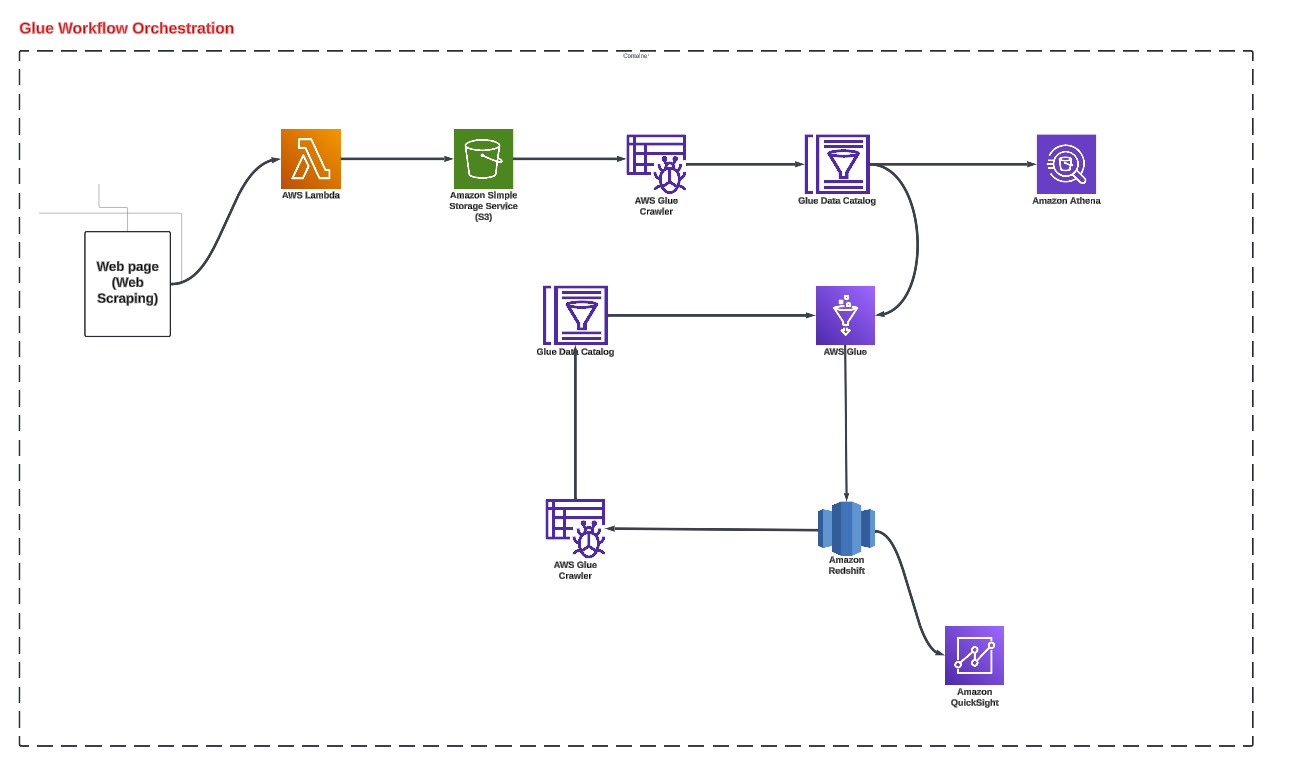 Glue Workflow Orchestration
Container
AWS Lambda
Amazon Simple
Storage Service
(S3)
AWS Glue
Crawler
Glue Data Catalog
Amazon Athena
Web page
(Web
Scraping)
Glue Data Catalog
AWS Glue
AWS Glue
Crawler
Amazon
Redshift
Amazon
QuickSight